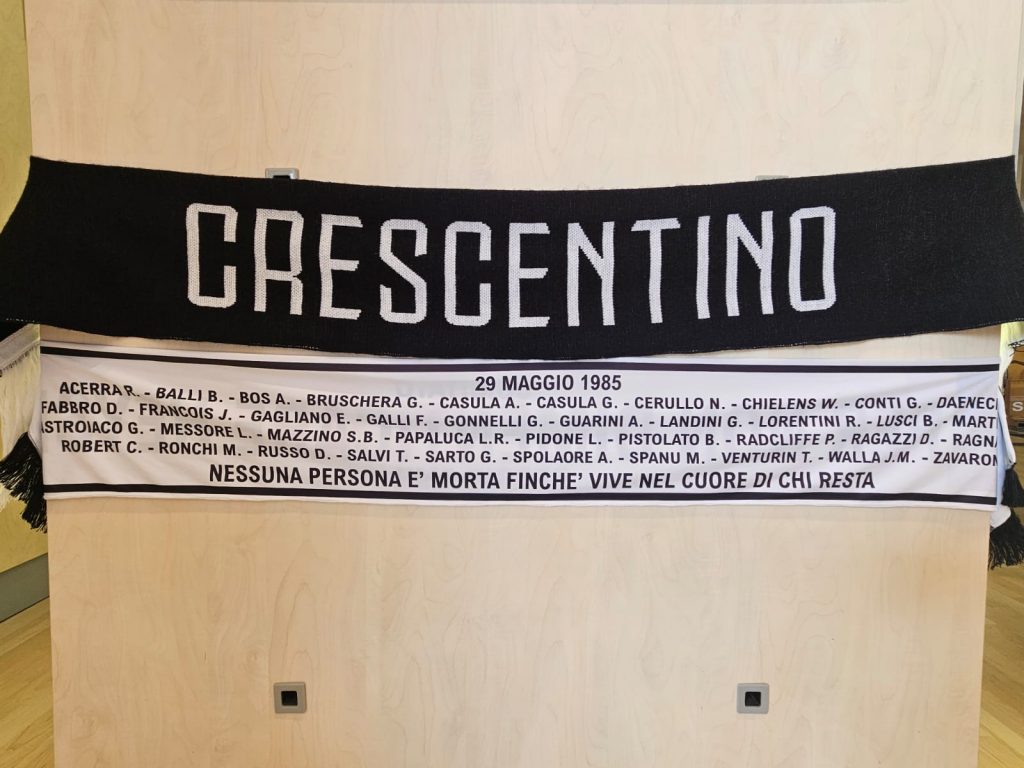 CRESCENTINO
29 MAGGIO 1985
ACERRA R. - BALLI B. - BOS A. - BRUSCHERA G. - CASULA A. - CASULA G. - CERULLO N. - CHIELENS W. - CONTI G. - DAENECK
FABBRO D. - FRANCOIS J. - GAGLIANO E. - GALLI F. - GONNELLI G. - GUARINI A. - LANDINI G. - LORENTINI R. - LUSCI B. - MART
ASTROIACO G. - MESSORE L. - MAZZINO S.B. - PAPALUCA L.R. - PIDONE L. - PISTOLATO B. - RADCLIFFE P. - RAGAZZI D. - RAGNA
ROBERT C. - RONCHI M. - RUSSO D. - SALVI T. - SARTO G. - SPOLAORE A. - SPANU M. - VENTURIN T. - WALLA J.M. - ZAVARON
NESSUNA PERSONA E' MORTA FINCHE' VIVE NEL CUORE DI CHI RESTA